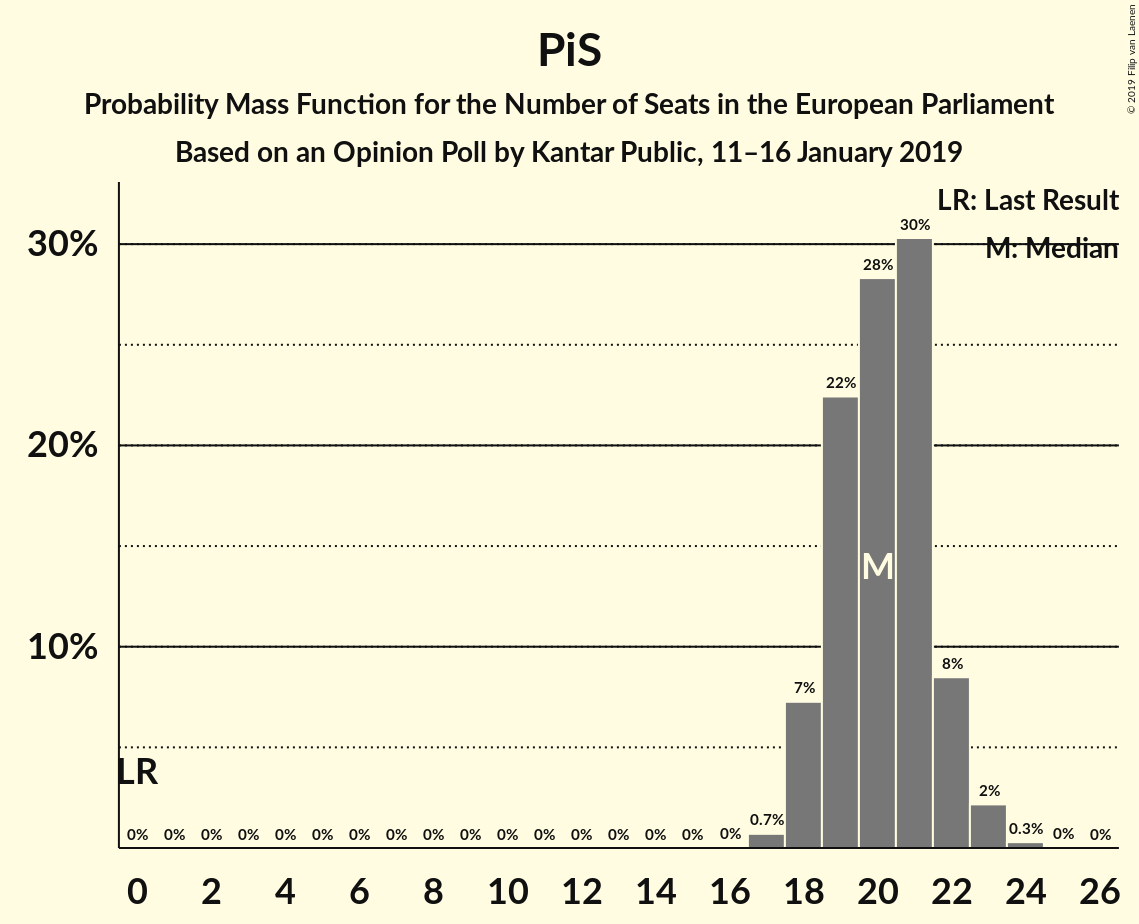 PiS
Probability Mass Function for the Number of Seats in the European Parliament
Based on an Opinion Poll by Kantar Public, 11–16 January 2019
© 2019 Filip van Laenen
LR: Last Result
M: Median
30%
20%
10%
30%
28%
22%
M
8%
7%
LR
2%
0% 0% 0% 0% 0% 0% 0% 0% 0% 0% 0% 0% 0% 0% 0% 0% 0% 0.7% 0.3% 0% 0%
0 2 4 6 8 10 12 14 16 18 20 22 24 26